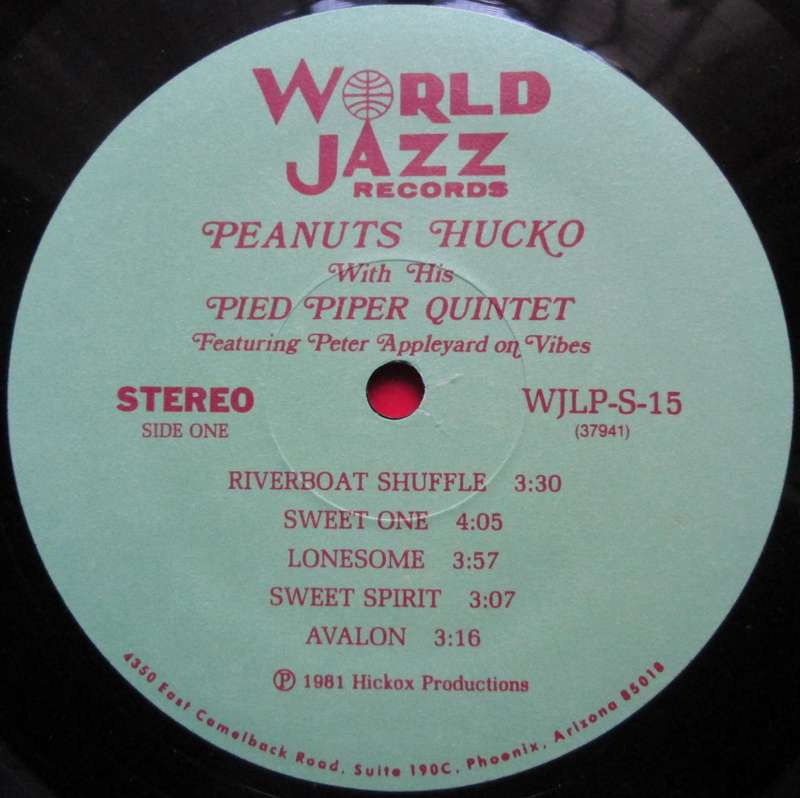 WORLD
JAZZ
RECORDS
PEANUTS HUCKO
With His
PIED PIPER QUINTET
Featuring Peter Appleyard on Vibes
STEREO
SIDE ONE
WJLP-S-15
(37941)
RIVERBOAT SHUFFLE 3:30
SWEET ONE 4:05
LONESOME 3:57
SWEET SPIRIT 3:07
AVALON 3:16
Ⓟ 1981 Hickox Productions
4350 East Camelback Road, Suite 190C, Phoenix, Arizona 85018